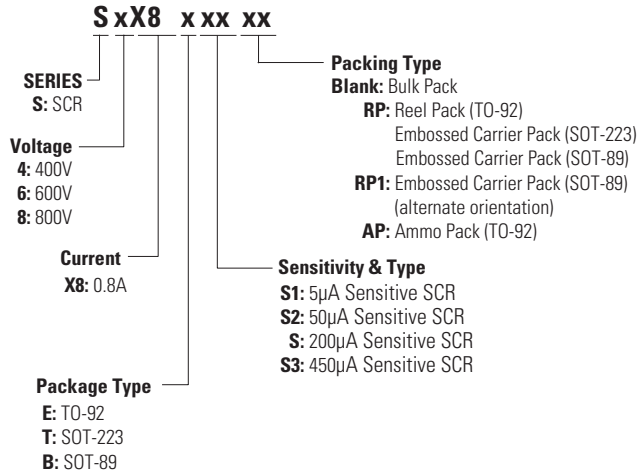 S xX8 x xx xx
SERIES
S: SCR
Voltage
4: 400V
6: 600V
8: 800V
Current
X8: 0.8A
Package Type
E: TO-92
T: SOT-223
B: SOT-89
Packing Type
Blank: Bulk Pack
RP: Reel Pack (TO-92)
Embossed Carrier Pack (SOT-223)
Embossed Carrier Pack (SOT-89)
RP1: Embossed Carrier Pack (SOT-89)
(alternate orientation)
AP: Ammo Pack (TO-92)
Sensitivity & Type
S1: 5µA Sensitive SCR
S2: 50µA Sensitive SCR
S: 200µA Sensitive SCR
S3: 450µA Sensitive SCR